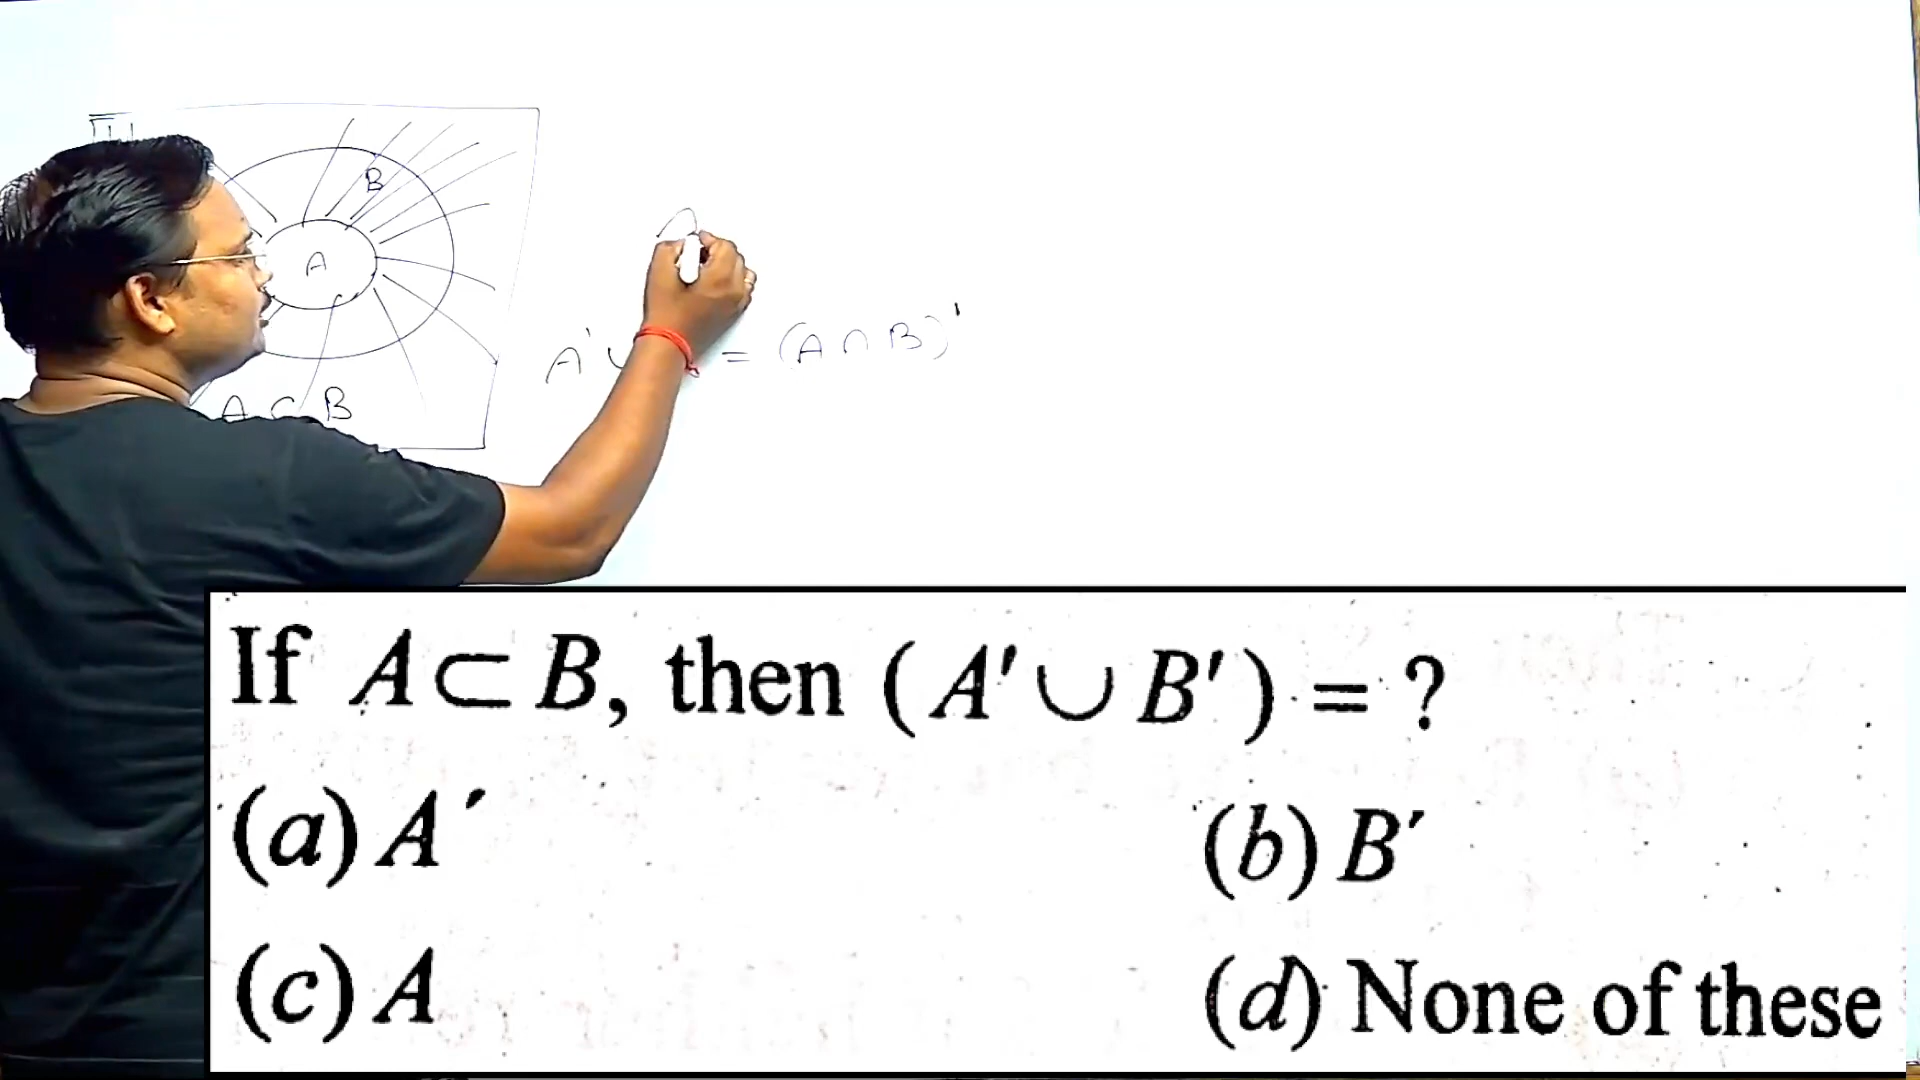 B
A
A' ∪ = (A ∩ B)'
A ⊂ B
If A ⊂ B, then (A' ∪ B') = ?
(a) A′
(b) B′
(c) A
(d) None of these